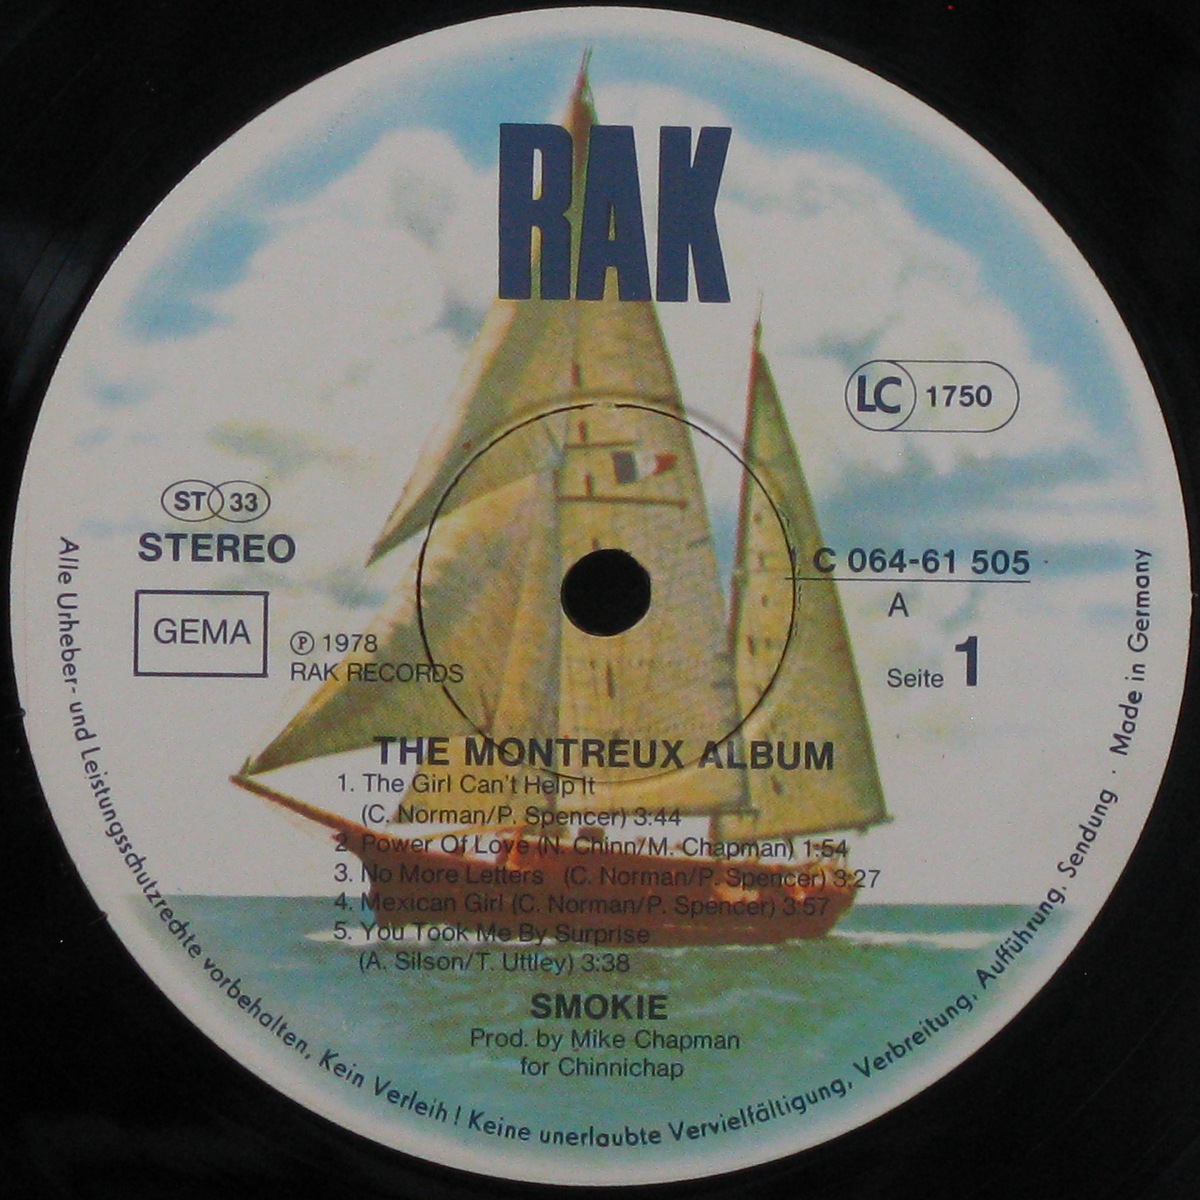 RAK
LC 1750
ST 33
STEREO
GEMA
℗ 1978
RAK RECORDS
C 064-61 505
A
Seite 1
THE MONTREUX ALBUM
1. The Girl Can't Help It
(C. Norman/P. Spencer) 3:44
2. Power Of Love (N. Chinn/M. Chapman) 1:54
3. No More Letters (C. Norman/P. Spencer) 3:27
4. Mexican Girl (C. Norman/P. Spencer) 3:57
5. You Took Me By Surprise
(A. Silson/T. Uttley) 3:38
SMOKIE
Prod. by Mike Chapman
for Chinnichap
Alle Urheber- und Leistungsschutzrechte vorbehalten, Kein Verleih! Keine unerlaubte Vervielfältigung, Verbreitung, Aufführung, Sendung · Made in Germany